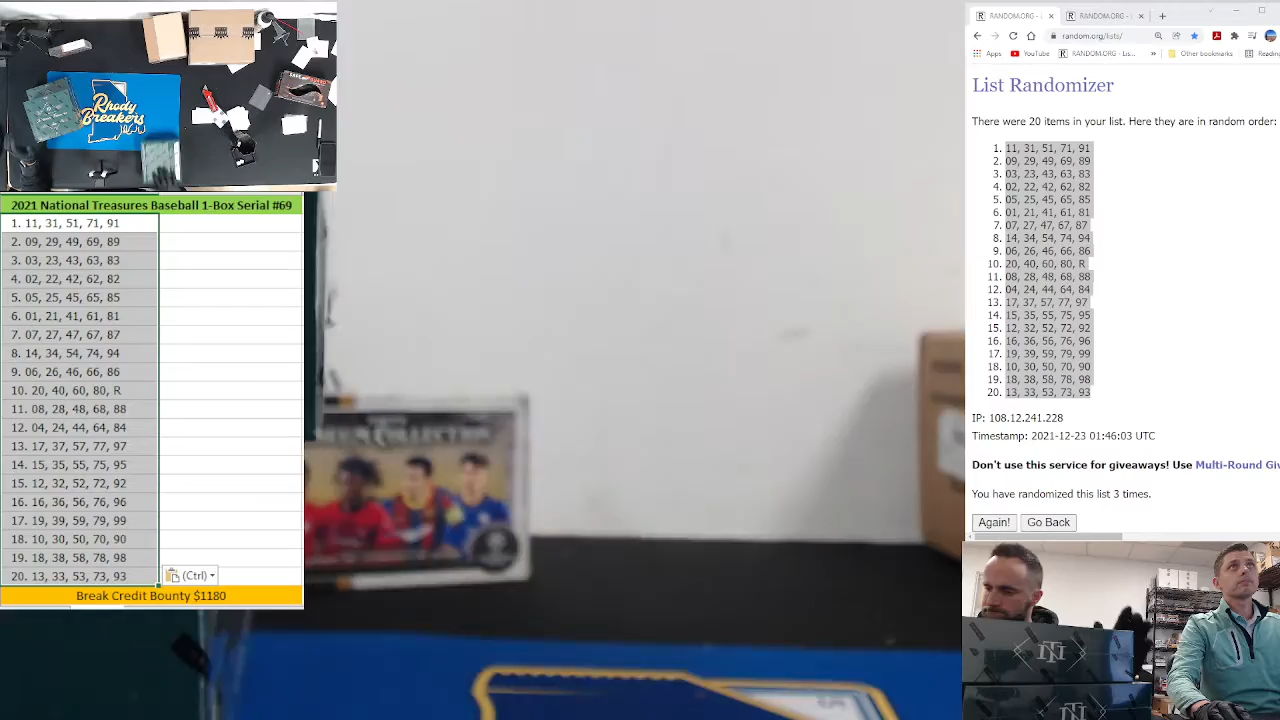 Rhody
Breakers
2021 National Treasures Baseball 1-Box Serial #69
1. 11, 31, 51, 71, 91
2. 09, 29, 49, 69, 89
3. 03, 23, 43, 63, 83
4. 02, 22, 42, 62, 82
5. 05, 25, 45, 65, 85
6. 01, 21, 41, 61, 81
7. 07, 27, 47, 67, 87
8. 14, 34, 54, 74, 94
9. 06, 26, 46, 66, 86
10. 20, 40, 60, 80, R
11. 08, 28, 48, 68, 88
12. 04, 24, 44, 64, 84
13. 17, 37, 57, 77, 97
14. 15, 35, 55, 75, 95
15. 12, 32, 52, 72, 92
16. 16, 36, 56, 76, 96
17. 19, 39, 59, 79, 99
18. 10, 30, 50, 70, 90
19. 18, 38, 58, 78, 98
20. 13, 33, 53, 73, 93
(Ctrl)
Break Credit Bounty $1180
RANDOM.ORG -
RANDOM.ORG -
random.org/lists/
Apps
YouTube
RANDOM.ORG - Lis...
Other bookmarks
Reading
List Randomizer
There were 20 items in your list. Here they are in random order:
1. 11, 31, 51, 71, 91
2. 09, 29, 49, 69, 89
3. 03, 23, 43, 63, 83
4. 02, 22, 42, 62, 82
5. 05, 25, 45, 65, 85
6. 01, 21, 41, 61, 81
7. 07, 27, 47, 67, 87
8. 14, 34, 54, 74, 94
9. 06, 26, 46, 66, 86
10. 20, 40, 60, 80, R
11. 08, 28, 48, 68, 88
12. 04, 24, 44, 64, 84
13. 17, 37, 57, 77, 97
14. 15, 35, 55, 75, 95
15. 12, 32, 52, 72, 92
16. 16, 36, 56, 76, 96
17. 19, 39, 59, 79, 99
18. 10, 30, 50, 70, 90
19. 18, 38, 58, 78, 98
20. 13, 33, 53, 73, 93
IP: 108.12.241.228
Timestamp: 2021-12-23 01:46:03 UTC
Don't use this service for giveaways! Use Multi-Round Gi
You have randomized this list 3 times.
Again!
Go Back